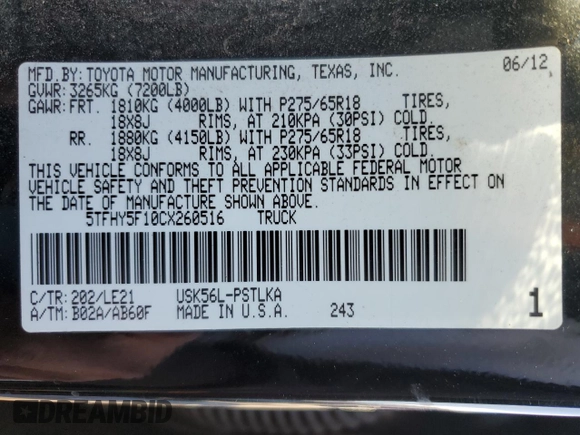 MFD.BY: TOYOTA MOTOR MANUFACTURING, TEXAS, INC. 06/12
GVWR: 3265KG (7200LB)
GAWR: FRT. 1810KG (4000LB) WITH P275/65R18 TIRES,
18X8J RIMS, AT 210KPA (30PSI) COLD.
RR. 1880KG (4150LB) WITH P275/65R18 TIRES,
18X8J RIMS, AT 230KPA (33PSI) COLD.
THIS VEHICLE CONFORMS TO ALL APPLICABLE FEDERAL MOTOR
VEHICLE SAFETY AND THEFT PREVENTION STANDARDS IN EFFECT ON
THE DATE OF MANUFACTURE SHOWN ABOVE.
5TFHY5F10CX260516 TRUCK
C/TR: 202/LE21 USK56L-PSTLKA
A/TM: B02A/AB60F MADE IN U.S.A. 243 1
DREAMBID